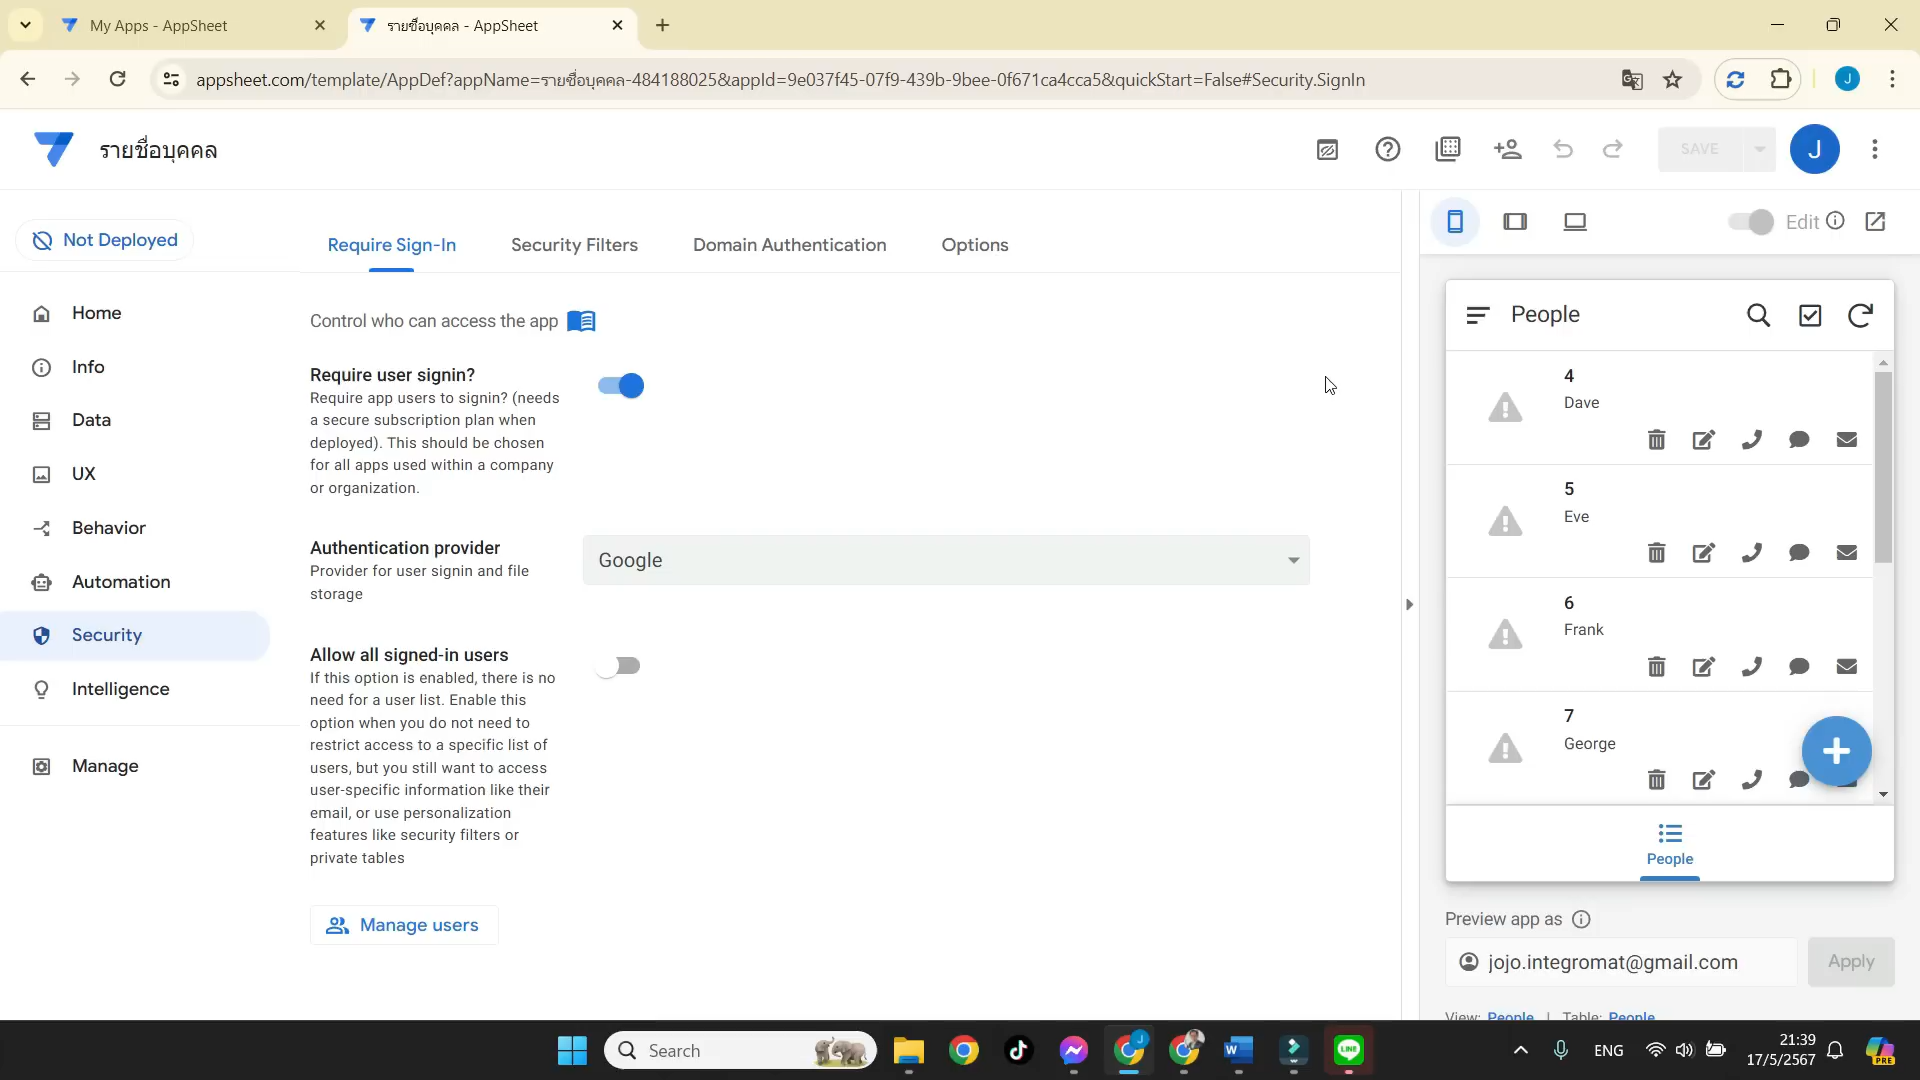 My Apps - AppSheet
รายชื่อบุคคล - AppSheet
appsheet.com/template/AppDef?appName=รายชื่อบุคคล-484188025&appId=9e037f45-07f9-439b-9bee-0f671ca4cca5&quickStart=False#Security.SignIn
J
รายชื่อบุคคล
SAVE
J
Not Deployed
Home
Info
Data
UX
Behavior
Automation
Security
Intelligence
Manage
Require Sign-In
Security Filters
Domain Authentication
Options
Control who can access the app
Require user signin?
Require app users to signin? (needs
a secure subscription plan when
deployed). This should be chosen
for all apps used within a company
or organization.
Authentication provider
Provider for user signin and file
storage
Google
Allow all signed-in users
If this option is enabled, there is no
need for a user list. Enable this
option when you do not need to
restrict access to a specific list of
users, but you still want to access
user-specific information like their
email, or use personalization
features like security filters or
private tables
Manage users
Edit
People
4
Dave
5
Eve
6
Frank
7
George
People
Preview app as
jojo.integromat@gmail.com
Apply
View: People | Table: People
Search
ENG
21:39
17/5/2567